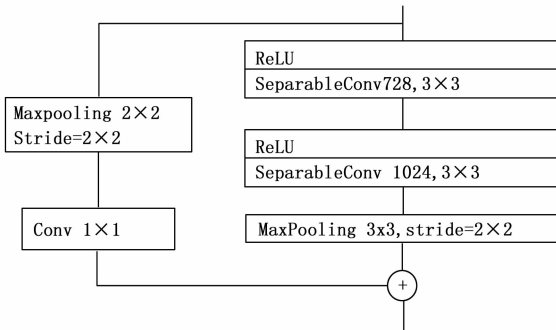 Maxpooling 2×2
Stride=2×2
Conv 1×1
ReLU
SeparableConv728,3×3
ReLU
SeparableConv 1024,3×3
MaxPooling 3x3,stride=2×2
+